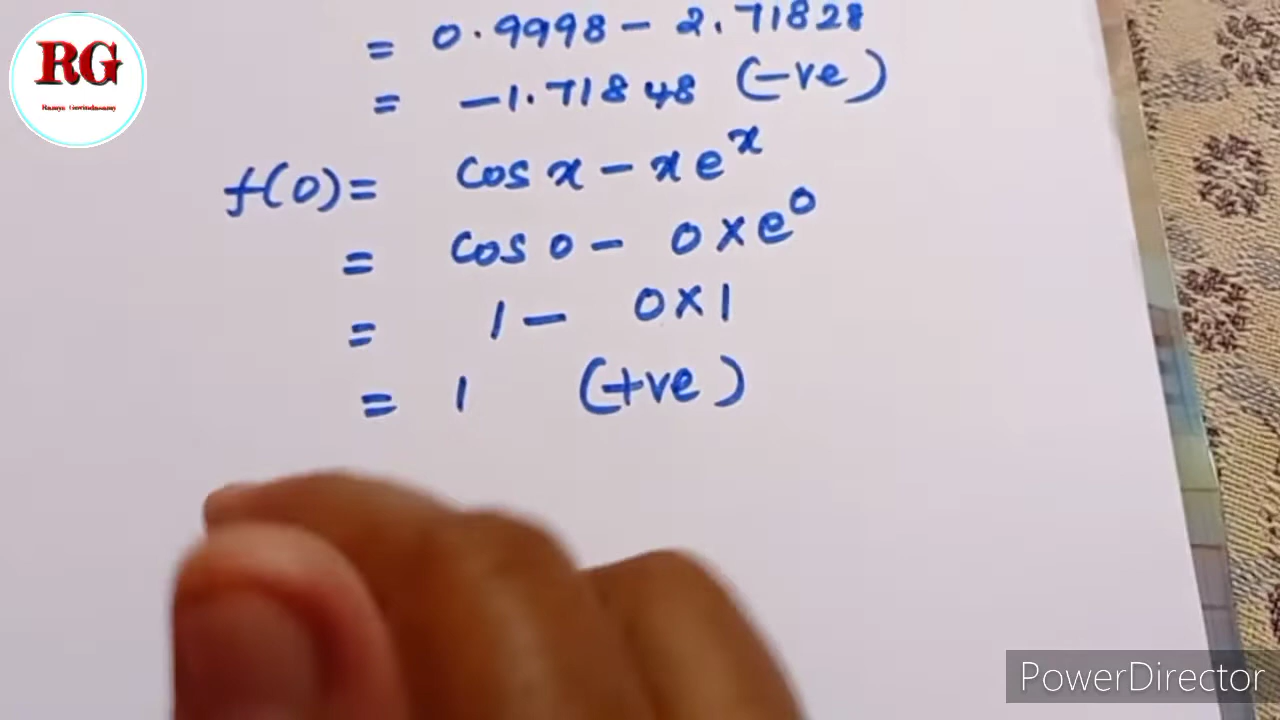 RG
= 0.9998 - 2.71828
= -1.71848 (-ve)
f(0) = cos x - x e^x
= cos 0 - 0 × e^0
= 1 - 0 × 1
= 1 (+ve)
PowerDirector